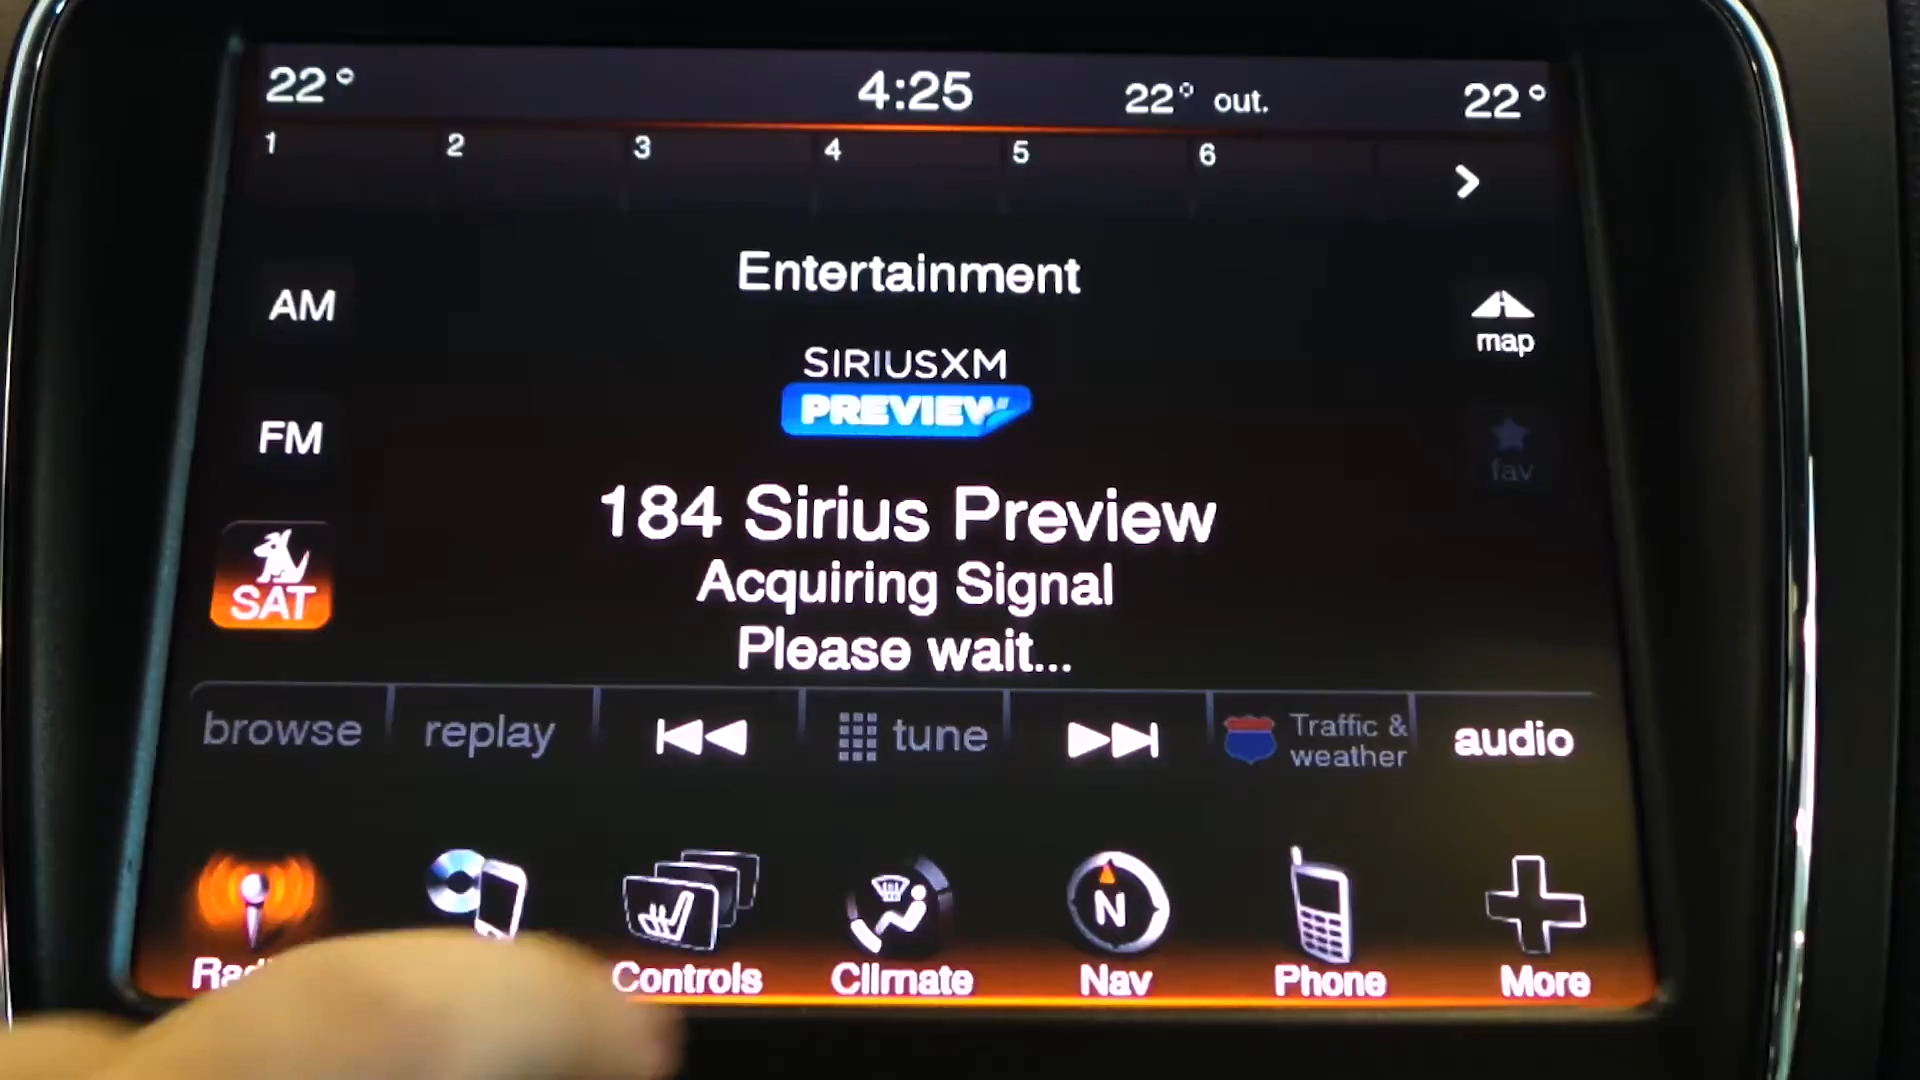 22° 4:25 22° out. 22°
1 2 3 4 5 6
Entertainment
AM
map
SIRIUSXM
PREVIEW
FM
fav
184 Sirius Preview
SAT
Acquiring Signal
Please wait...
browse replay tune Traffic & weather audio
N
Controls Climate Nav Phone More